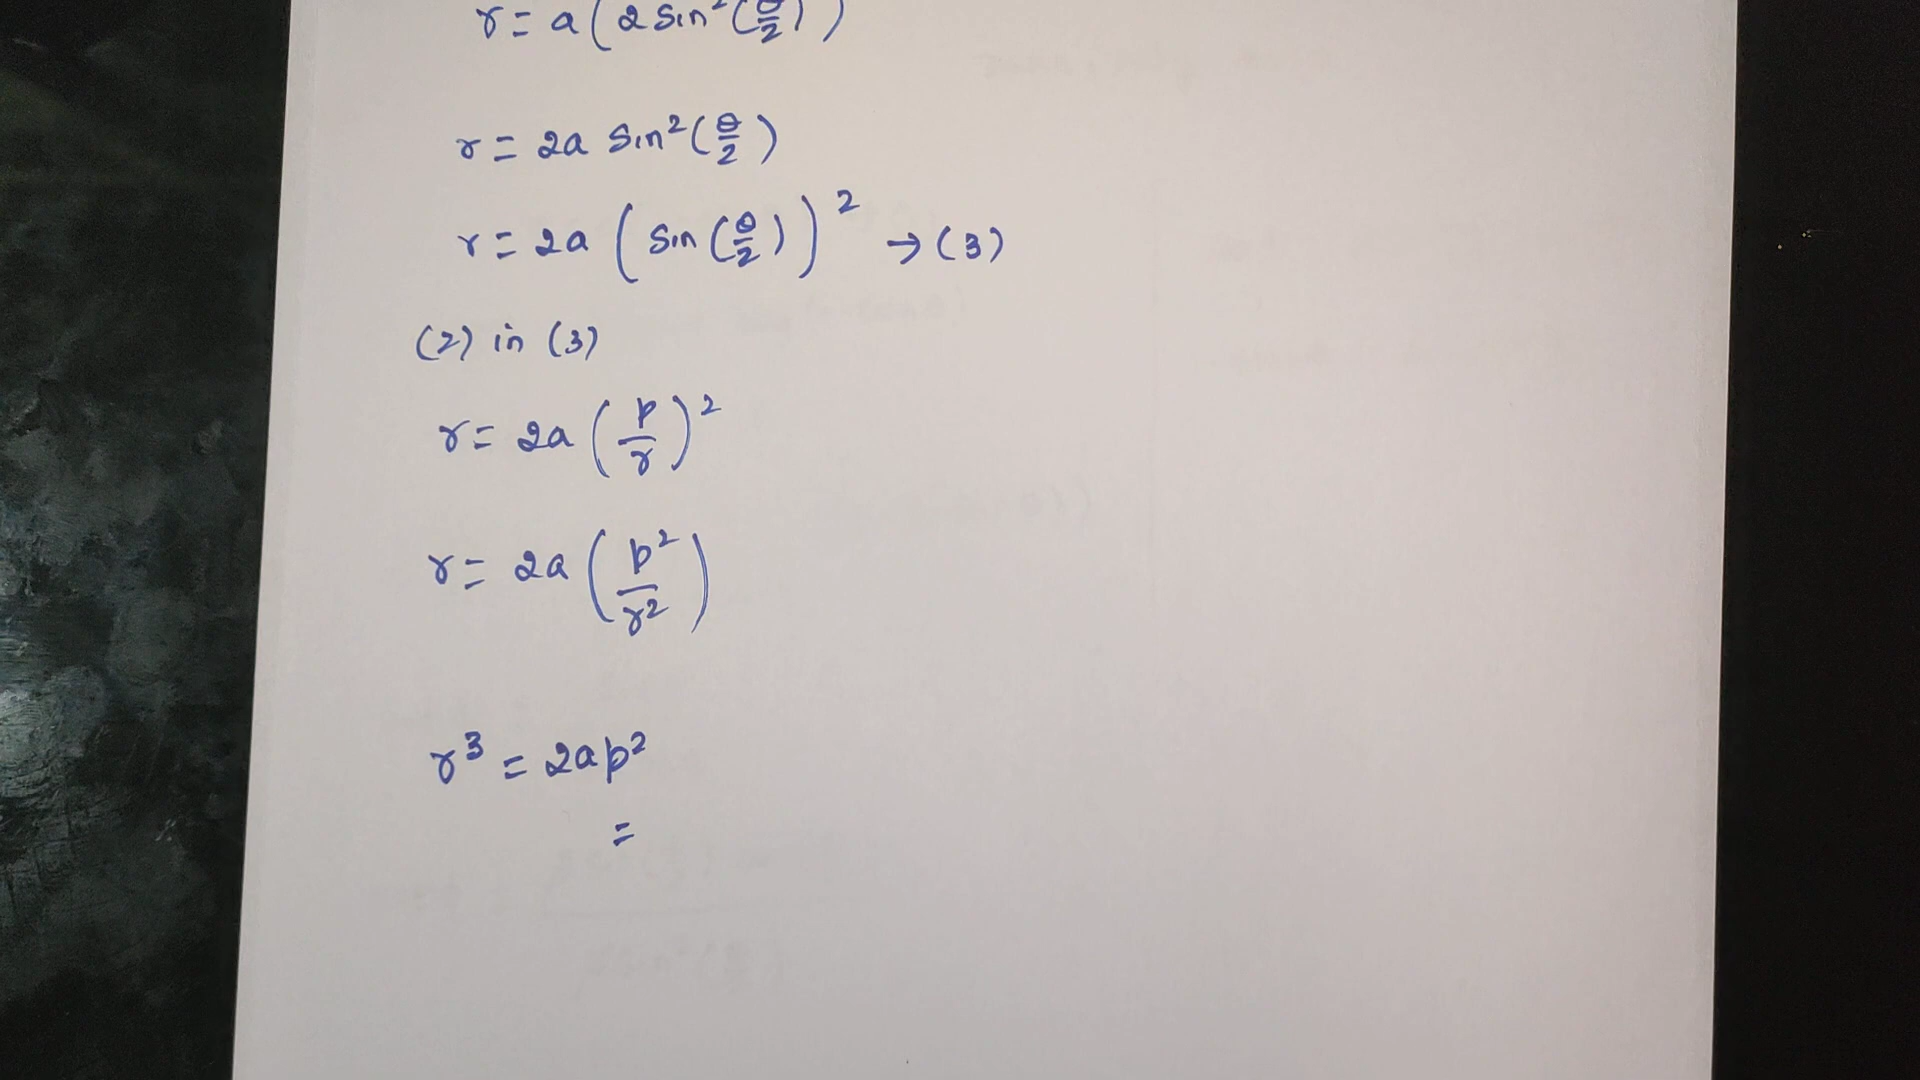 r = a(2 sin²(θ/2))
r = 2a sin²(θ/2)
r = 2a (sin(θ/2))² → (3)
(2) in (3)
r = 2a (p/r)²
r = 2a (p²/r²)
r³ = 2ap²
=